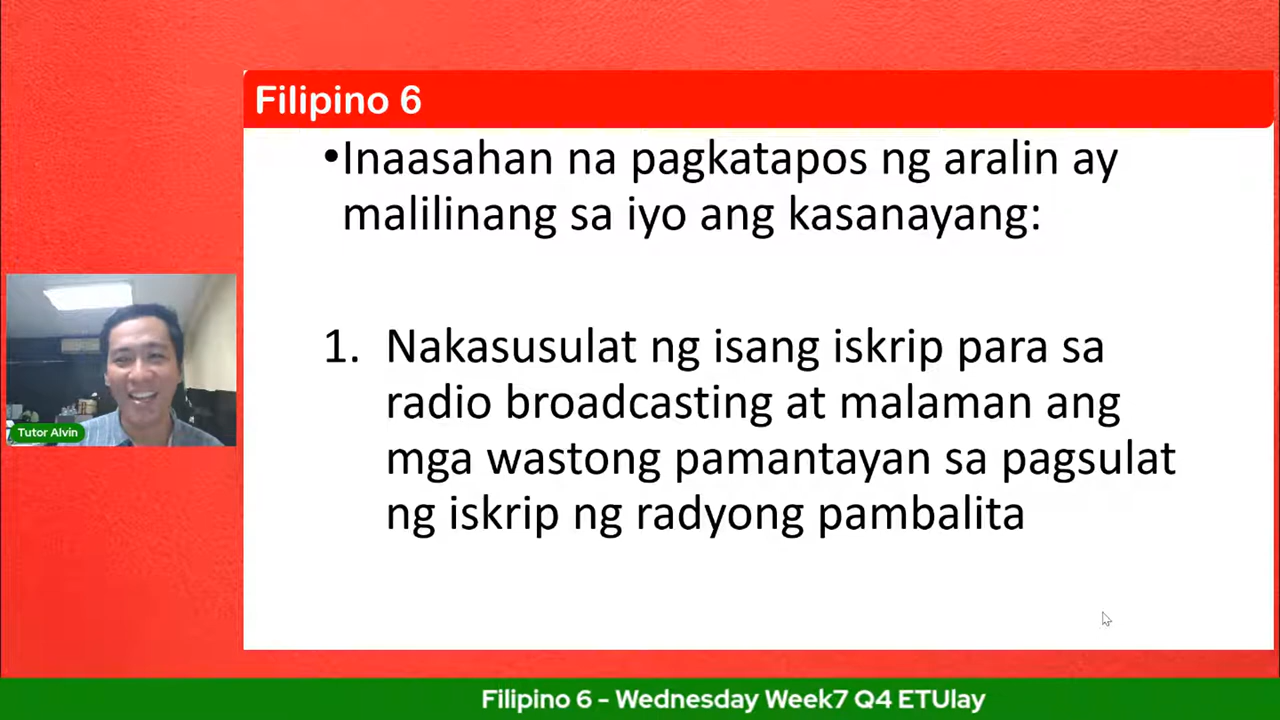 Filipino 6
•Inaasahan na pagkatapos ng aralin ay
malilinang sa iyo ang kasanayang:
1. Nakasusulat ng isang iskrip para sa
radio broadcasting at malaman ang
mga wastong pamantayan sa pagsulat
ng iskrip ng radyong pambalita
Tutor Alvin
Filipino 6 - Wednesday Week7 Q4 ETUlay